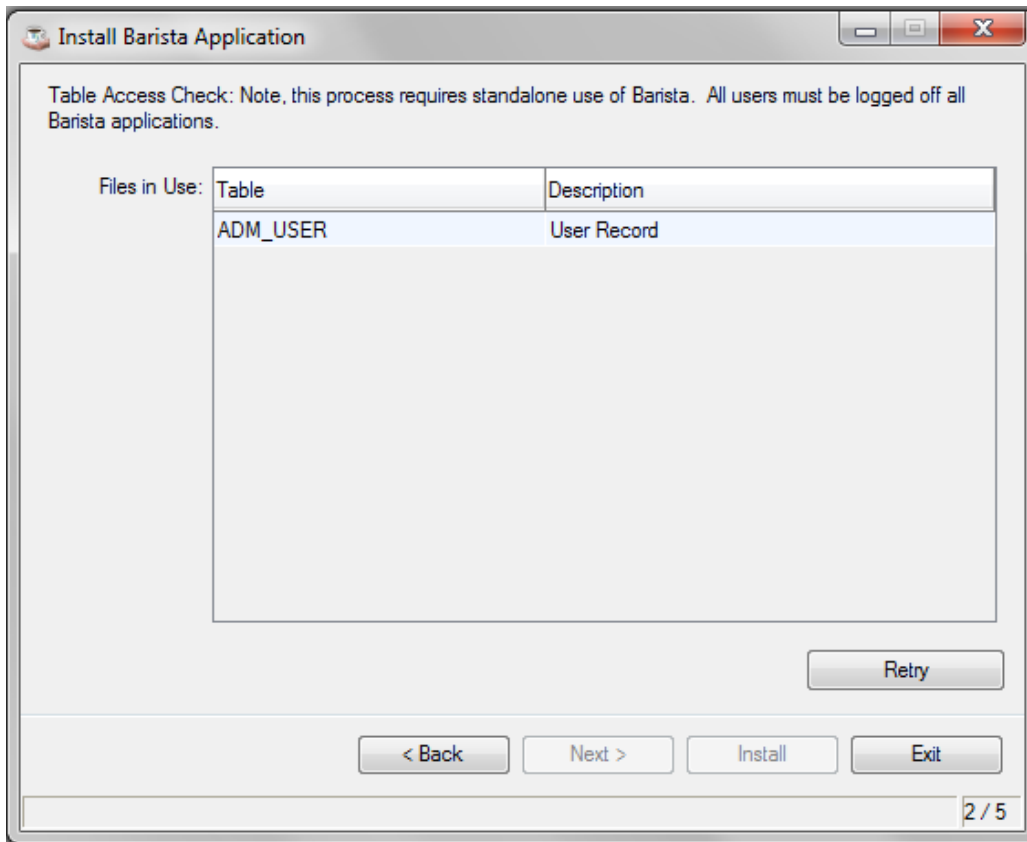 Install Barista Application
Table Access Check: Note, this process requires standalone use of Barista.  All users must be logged off all
Barista applications.
Files in Use: Table Description
ADM_USER User Record
Retry
< Back Next > Install Exit
2 / 5